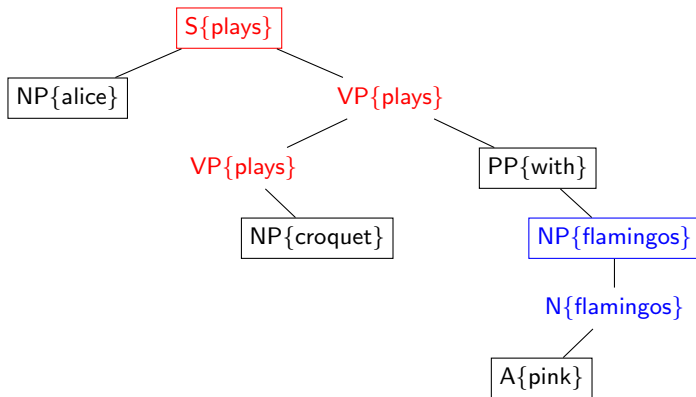 S{plays}
NP{alice}
VP{plays}
VP{plays}
PP{with}
NP{croquet}
NP{flamingos}
N{flamingos}
A{pink}